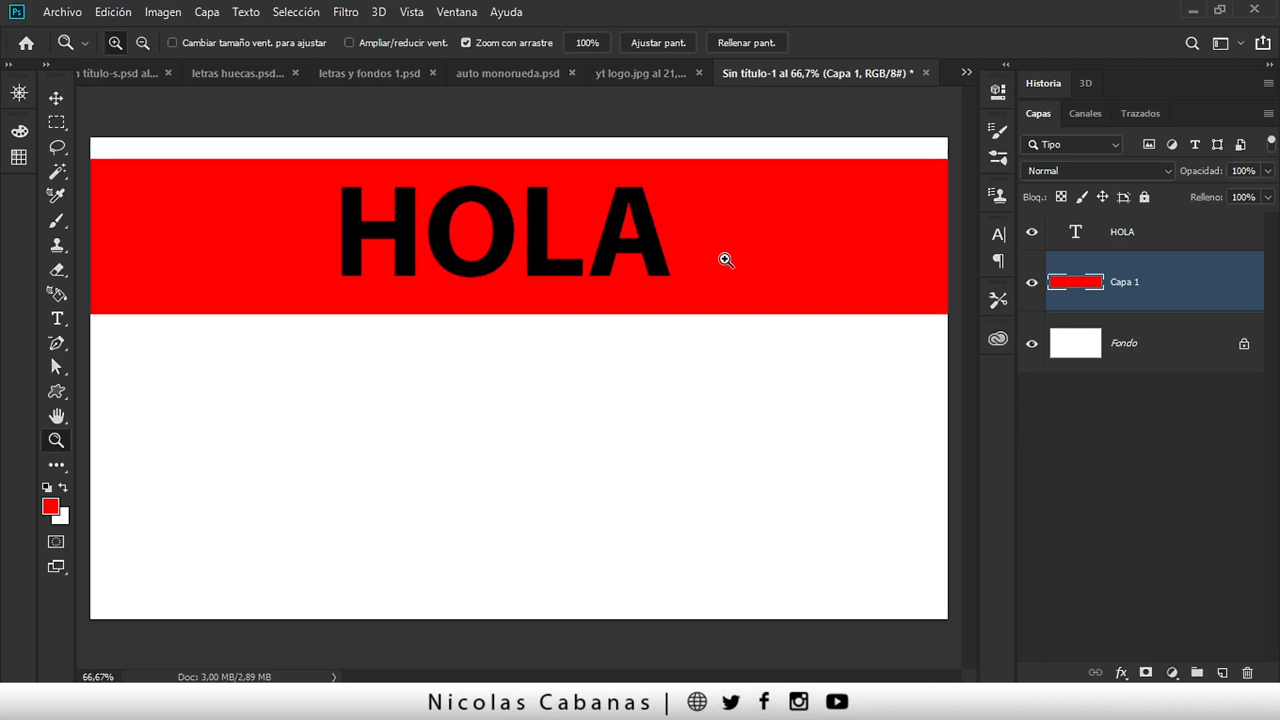 Ps Archivo Edición Imagen Capa Texto Selección Filtro 3D Vista Ventana Ayuda
Cambiar tamaño vent. para ajustar Ampliar/reducir vent. Zoom con arrastre 100% Ajustar pant. Rellenar pant.
n título-s.psd al... × letras huecas.psd... × letras y fondos 1.psd × auto monorueda.psd × yt logo.jpg al 21,... × Sin título-1 al 66,7% (Capa 1, RGB/8#) * ×
Historia 3D
Capas Canales Trazados
Tipo
Normal Opacidad: 100%
Bloq.: Relleno: 100%
HOLA
T HOLA
Capa 1
Fondo
66,67% Doc: 3,00 MB/2,89 MB
Nicolas Cabanas |